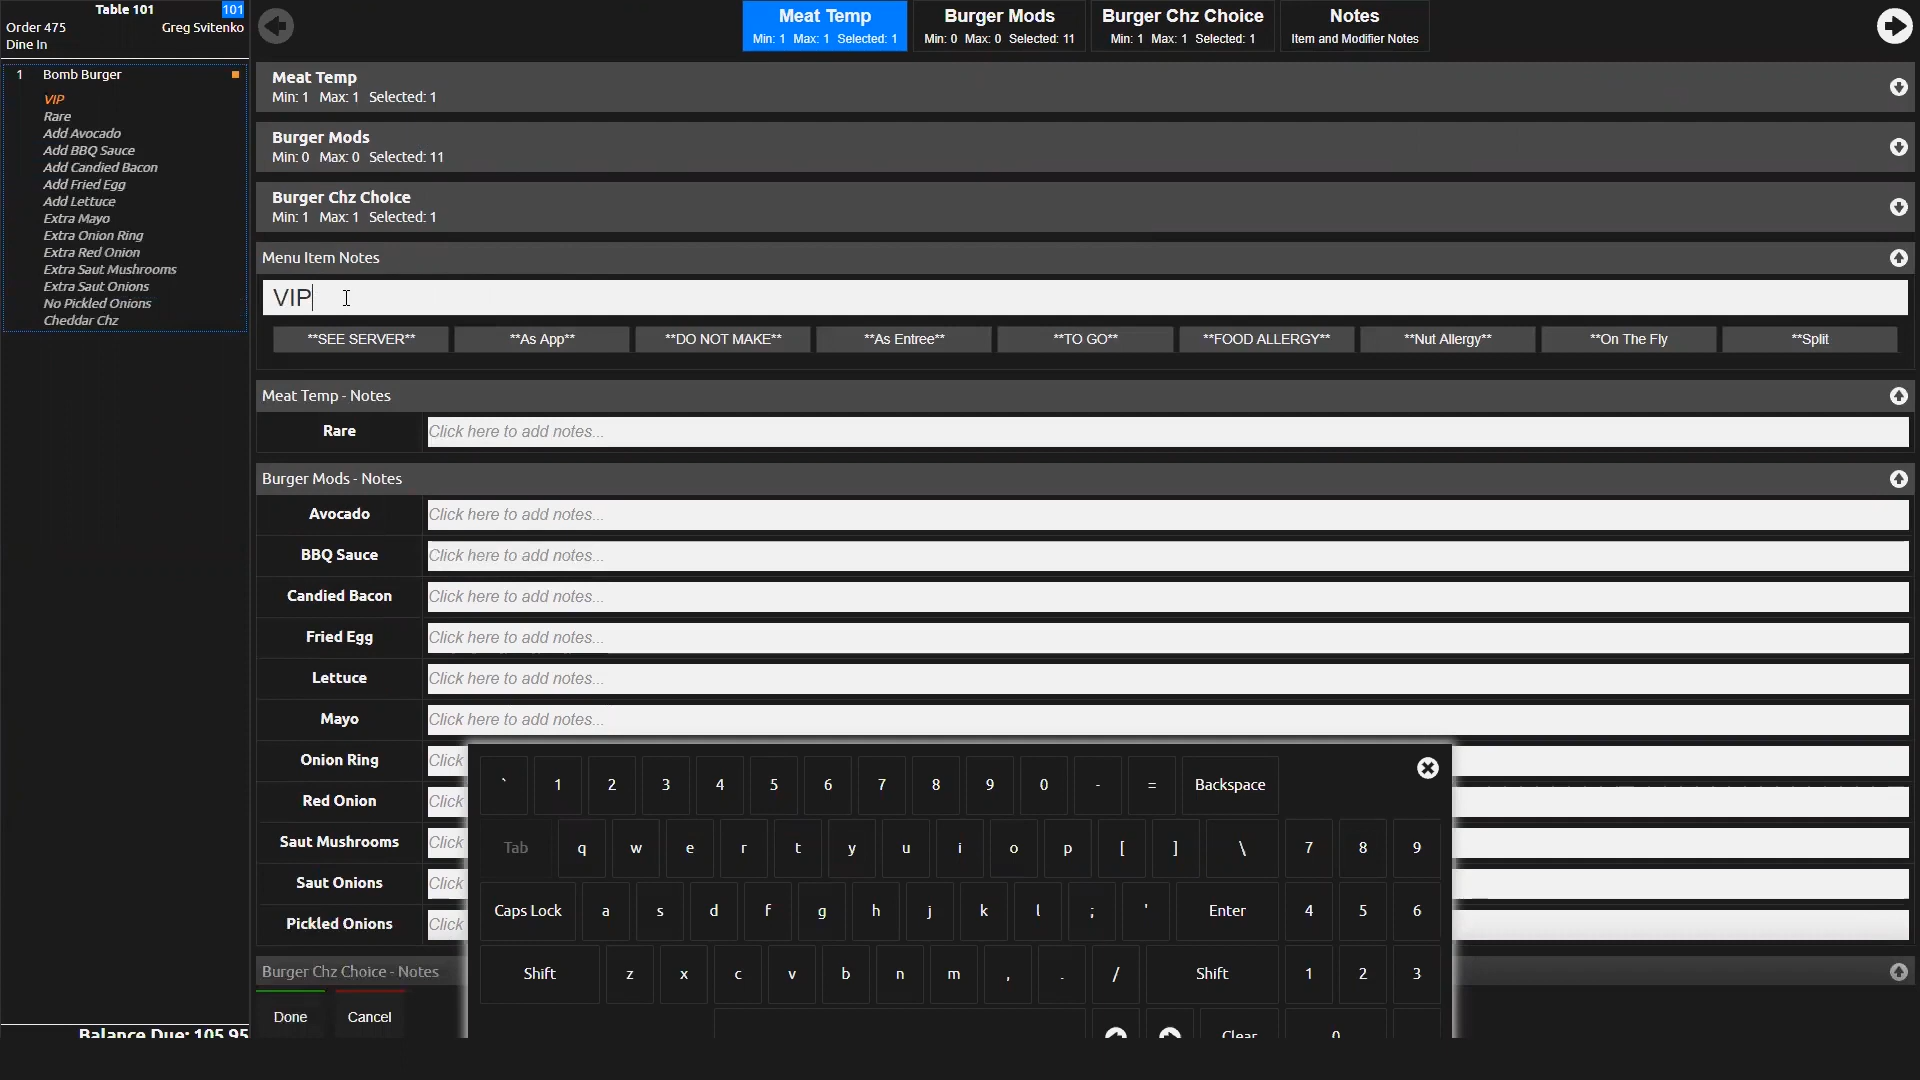 Table 101
101
Order 475
Greg Svitenko
Dine In
Meat Temp
Min: 1 Max: 1 Selected: 1
Burger Mods
Min: 0 Max: 0 Selected: 11
Burger Chz Choice
Min: 1 Max: 1 Selected: 1
Notes
Item and Modifier Notes
1 Bomb Burger
VIP
Rare
Add Avocado
Add BBQ Sauce
Add Candied Bacon
Add Fried Egg
Add Lettuce
Extra Mayo
Extra Onion Ring
Extra Red Onion
Extra Saut Mushrooms
Extra Saut Onions
No Pickled Onions
Cheddar Chz
Balance Due: 105.95
Meat Temp
Min: 1 Max: 1 Selected: 1
Burger Mods
Min: 0 Max: 0 Selected: 11
Burger Chz Choice
Min: 1 Max: 1 Selected: 1
Menu Item Notes
VIP
**SEE SERVER** **As App** **DO NOT MAKE** **As Entree** **TO GO** **FOOD ALLERGY** **Nut Allergy** **On The Fly **Split
Meat Temp - Notes
Rare Click here to add notes...
Burger Mods - Notes
Avocado Click here to add notes...
BBQ Sauce Click here to add notes...
Candied Bacon Click here to add notes...
Fried Egg Click here to add notes...
Lettuce Click here to add notes...
Mayo Click here to add notes...
Onion Ring Click
Red Onion Click
Saut Mushrooms Click
Saut Onions Click
Pickled Onions Click
Burger Chz Choice - Notes
Done Cancel
` 1 2 3 4 5 6 7 8 9 0 - = Backspace
Tab q w e r t y u i o p [ ] \ 7 8 9
Caps Lock a s d f g h j k l ; ' Enter 4 5 6
Shift z x c v b n m , . / Shift 1 2 3
Clear 0